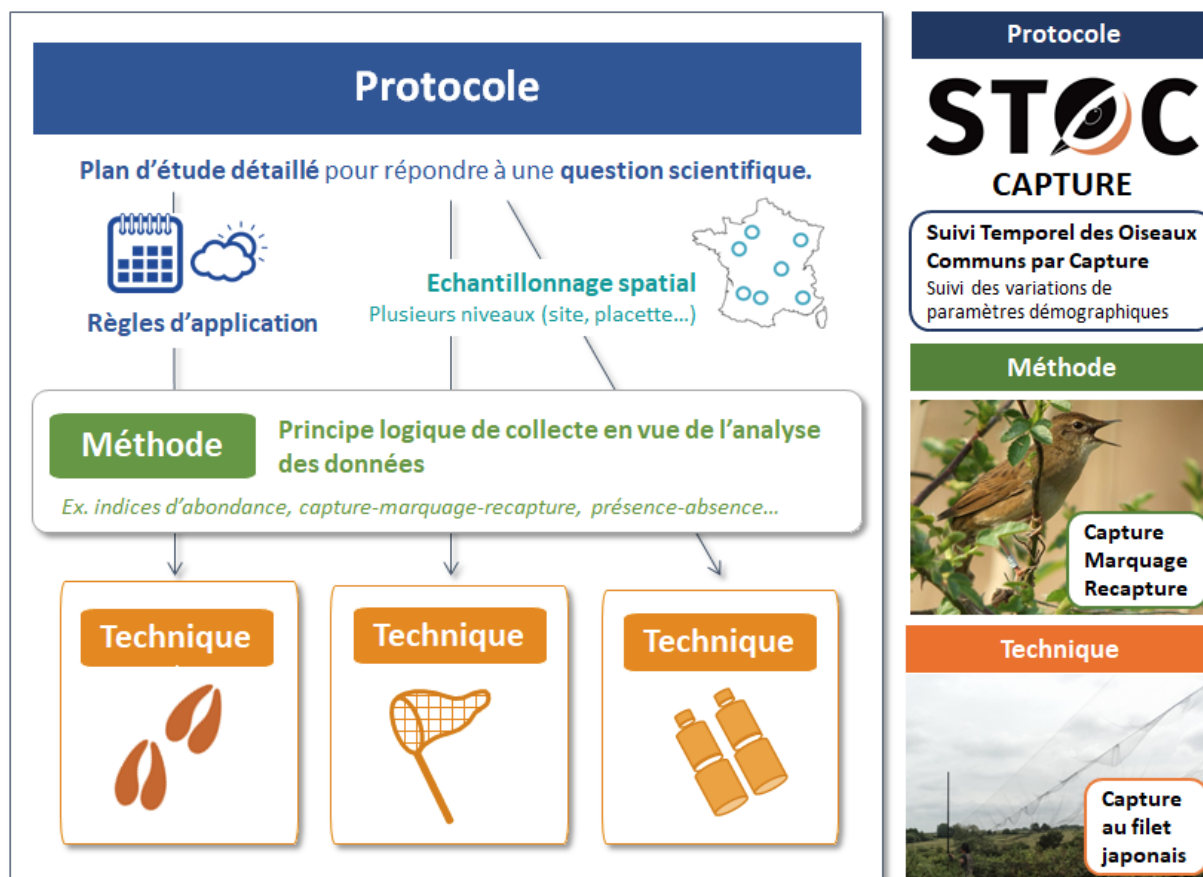 Protocole
Plan d’étude détaillé pour répondre à une question scientifique.
Règles d’application
Echantillonnage spatial
Plusieurs niveaux (site, placette…)
Méthode
Principe logique de collecte en vue de l’analyse
des données
Ex. indices d’abondance, capture-marquage-recapture, présence-absence…
Technique
Technique
Technique
Protocole
STOC
CAPTURE
Suivi Temporel des Oiseaux
Communs par Capture
Suivi des variations de
paramètres démographiques
Méthode
Capture
Marquage
Recapture
Technique
Capture
au filet
japonais